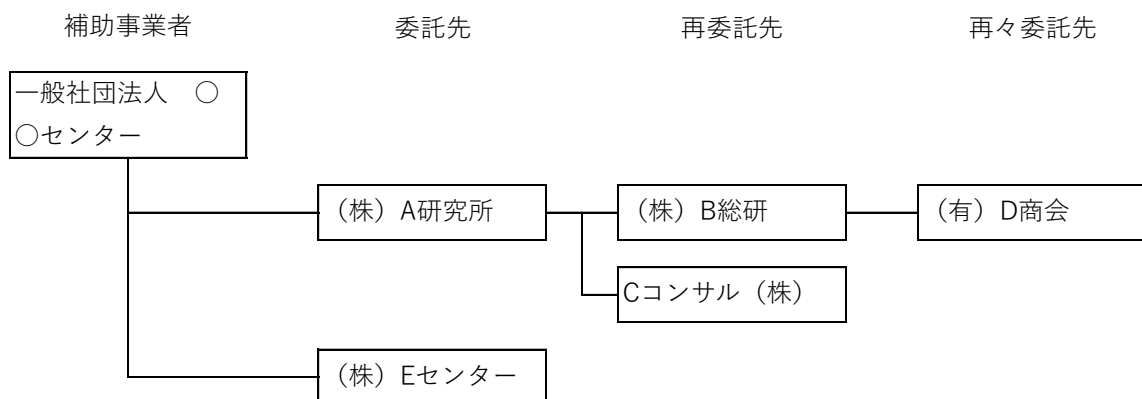 補助事業者
委託先
再委託先
再々委託先
一般社団法人　○
○センター
（株）A研究所
（株）B総研
（有）D商会
Cコンサル（株）
（株）Eセンター